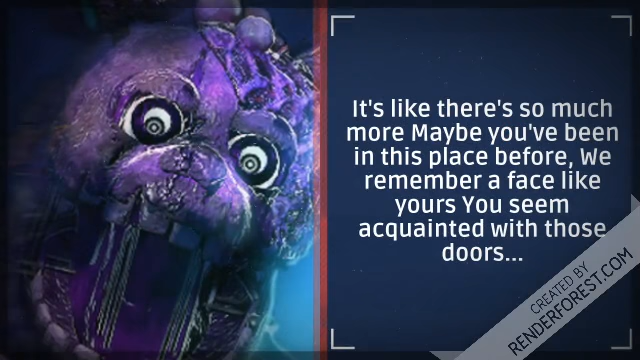 It's like there's so much
more Maybe you've been
in this place before, We
remember a face like
yours You seem
acquainted with those
doors...
CREATED BY
RENDERFOREST.COM